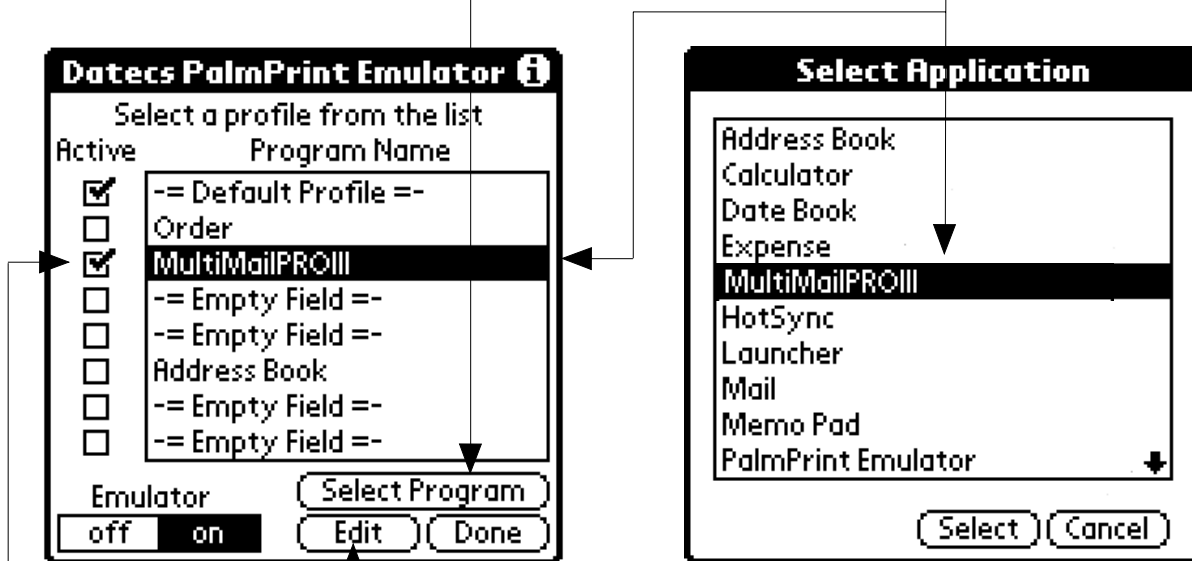 Datecs PalmPrint Emulator i
Select a profile from the list
Active Program Name
-= Default Profile =-
Order
MultiMailPROIII
-= Empty Field =-
-= Empty Field =-
Address Book
-= Empty Field =-
-= Empty Field =-
Emulator
Select Program
off on
Edit Done
Select Application
Address Book
Calculator
Date Book
Expense
MultiMailPROIII
HotSync
Launcher
Mail
Memo Pad
PalmPrint Emulator
Select Cancel